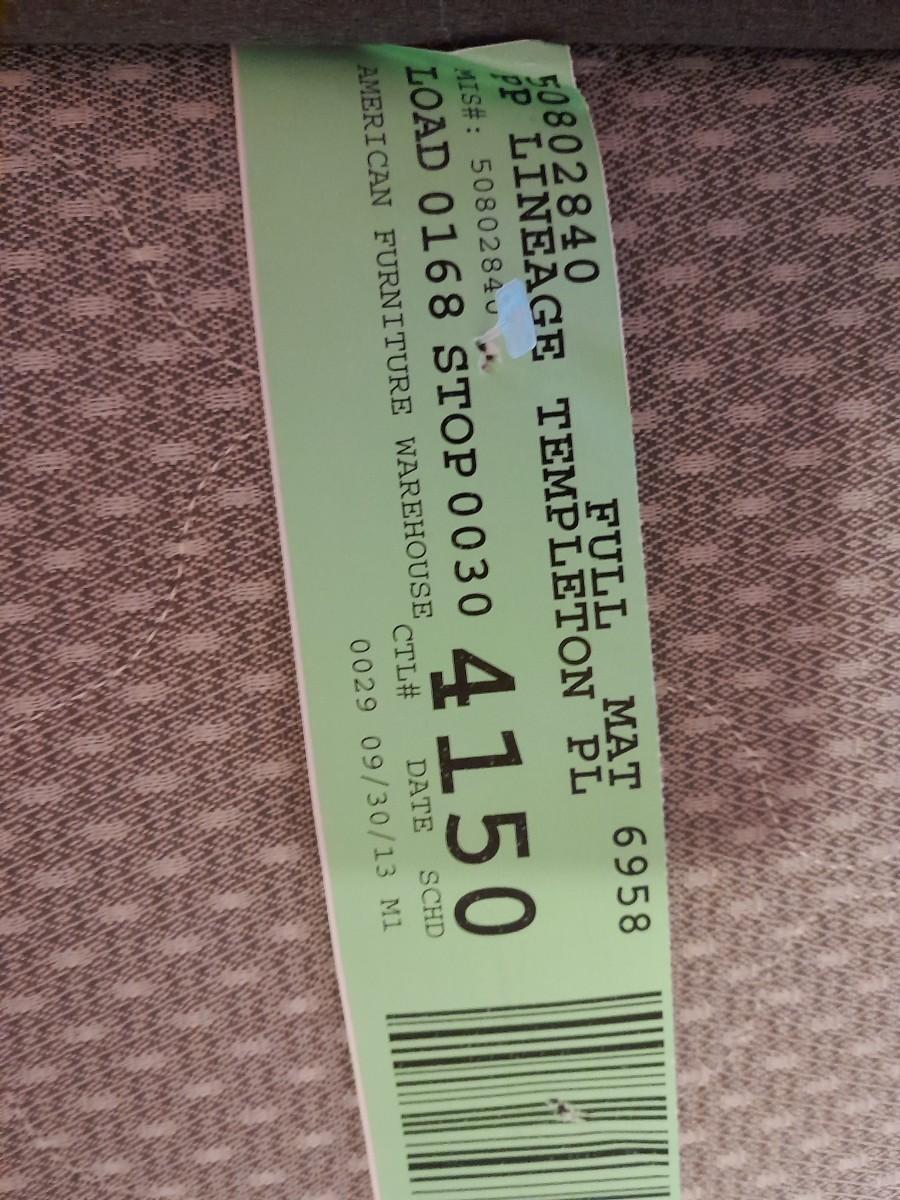 50802840 FULL MAT 6958
PP LINEAGE TEMPLETON PL
MIS#: 50802840
LOAD 0168 STOP 0030 4150
AMERICAN FURNITURE WAREHOUSE CTL# DATE SCHD
0029 09/30/13 M1